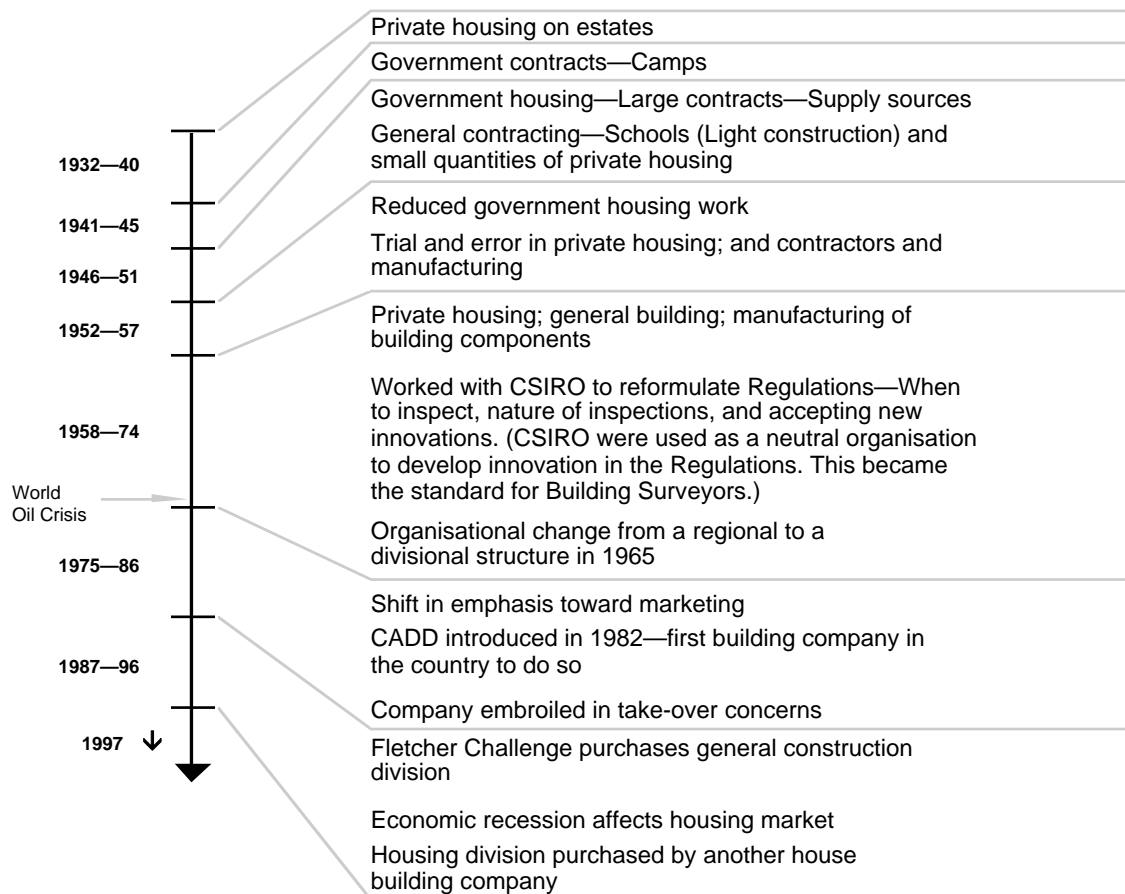 Private housing on estates
Government contracts—Camps
Government housing—Large contracts—Supply sources
General contracting—Schools (Light construction) and
small quantities of private housing
1932—40
Reduced government housing work
1941—45
Trial and error in private housing; and contractors and
manufacturing
1946—51
Private housing; general building; manufacturing of
building components
1952—57
Worked with CSIRO to reformulate Regulations—When
to inspect, nature of inspections, and accepting new
innovations. (CSIRO were used as a neutral organisation
to develop innovation in the Regulations. This became
the standard for Building Surveyors.)
1958—74
World
Oil Crisis
Organisational change from a regional to a
divisional structure in 1965
1975—86
Shift in emphasis toward marketing
CADD introduced in 1982—first building company in
the country to do so
1987—96
Company embroiled in take-over concerns
1997
Fletcher Challenge purchases general construction
division
Economic recession affects housing market
Housing division purchased by another house
building company